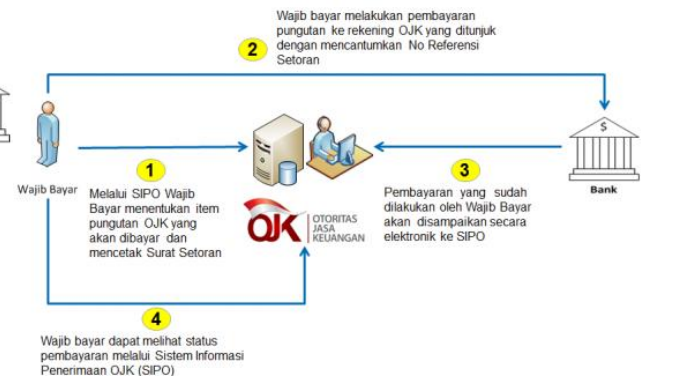 Wajib bayar melakukan pembayaran
pungutan ke rekening OJK yang ditunjuk
dengan mencantumkan No Referensi
Setoran
2
$
1
3
Wajib Bayar
Bank
Melalui SIPO Wajib
Bayar menentukan item
pungutan OJK yang
akan dibayar dan
mencetak Surat Setoran
Pembayaran yang sudah
dilakukan oleh Wajib Bayar
akan disampaikan secara
elektronik ke SIPO
OJK
OTORITAS
JASA
KEUANGAN
4
Wajib bayar dapat melihat status
pembayaran melalui Sistem Informasi
Penerimaan OJK (SIPO)